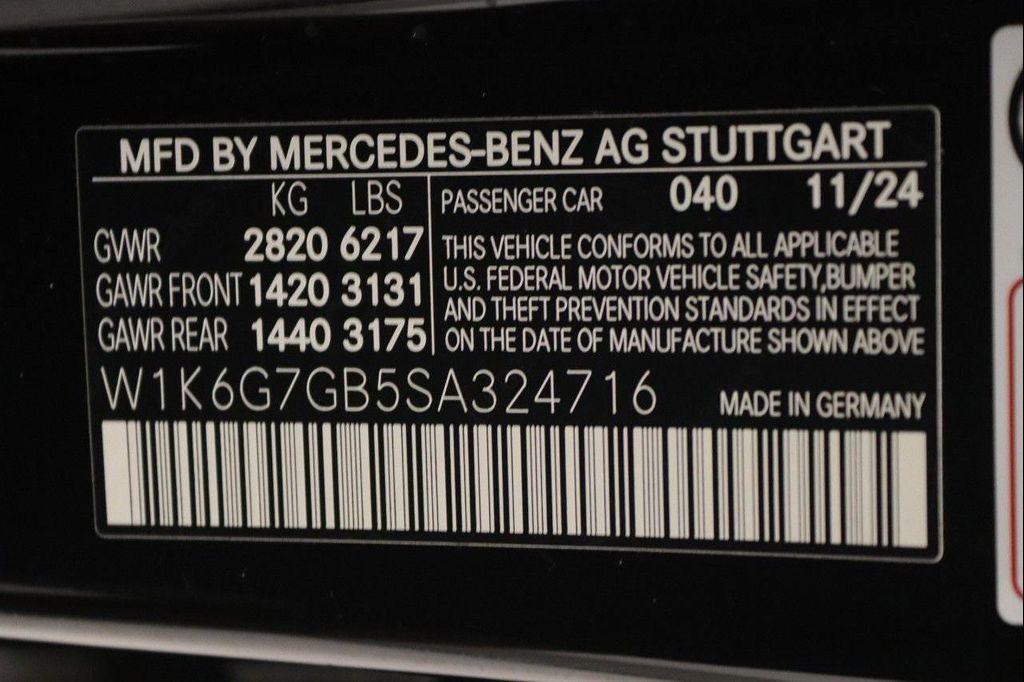 MFD BY MERCEDES-BENZ AG STUTTGART
KG LBS
GVWR 2820 6217
GAWR FRONT 1420 3131
GAWR REAR 1440 3175
PASSENGER CAR 040 11/24
THIS VEHICLE CONFORMS TO ALL APPLICABLE
U.S. FEDERAL MOTOR VEHICLE SAFETY,BUMPER
AND THEFT PREVENTION STANDARDS IN EFFECT
ON THE DATE OF MANUFACTURE SHOWN ABOVE
W1K6G7GB5SA324716
MADE IN GERMANY